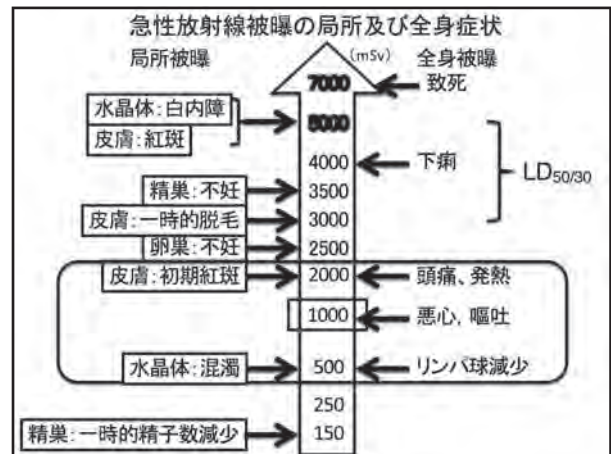 急性放射線被曝の局所及び全身症状
局所被曝 (mSv) 全身被曝
7000 致死
水晶体:白内障
皮膚:紅斑
5000
4000 下痢
LD50/30
精巣:不妊 3500
皮膚:一時的脱毛 3000
卵巣:不妊 2500
皮膚:初期紅斑 2000 頭痛、発熱
1000 悪心,嘔吐
水晶体:混濁 500 リンパ球減少
250
精巣:一時的精子数減少 150